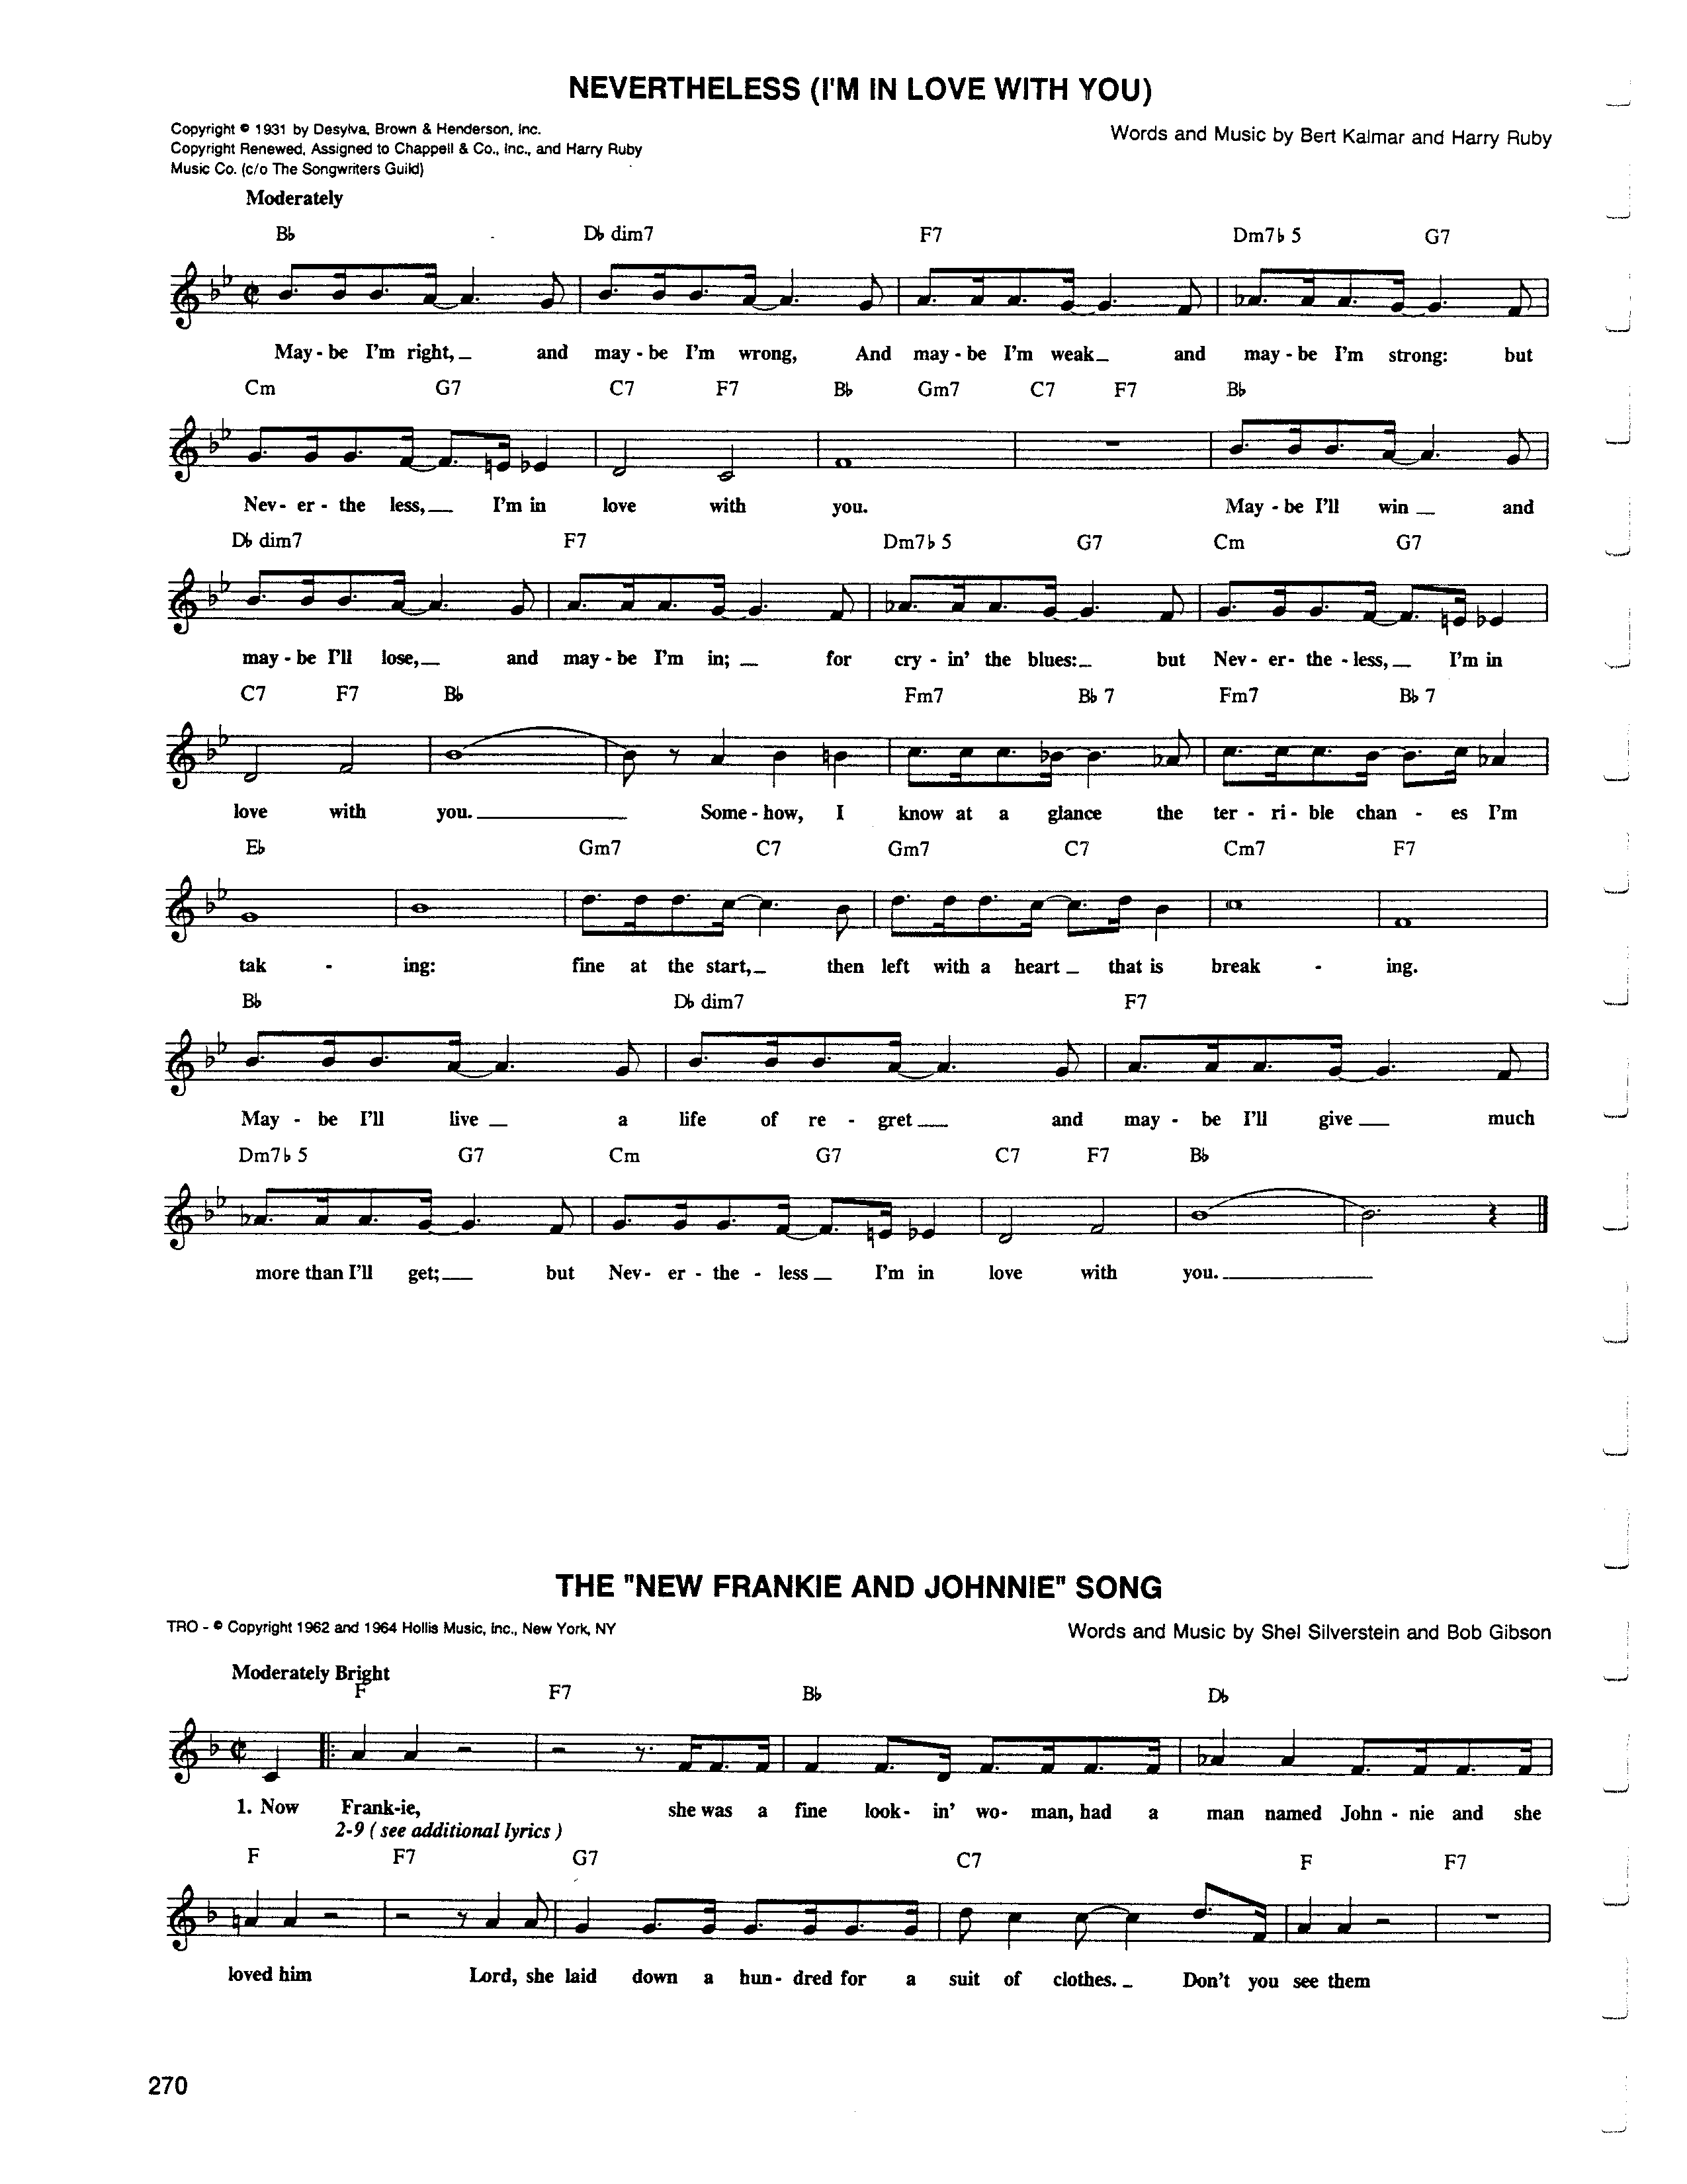 NEVERTHELESS (I'M IN LOVE WITH YOU)
Copyright © 1931 by Desylva, Brown & Henderson, Inc.
Copyright Renewed, Assigned to Chappell & Co., Inc., and Harry Ruby
Music Co. (c/o The Songwriters Guild)
Words and Music by Bert Kalmar and Harry Ruby
Moderately
B♭ D♭ dim7 F7 Dm7♭5 G7
May - be I'm right, and may - be I'm wrong, And may - be I'm weak and may - be I'm strong: but
Cm G7 C7 F7 B♭ Gm7 C7 F7 B♭
Nev - er - the less, I'm in love with you. May - be I'll win and
D♭ dim7 F7 Dm7♭5 G7 Cm G7
may - be I'll lose, and may - be I'm in; for cry - in' the blues: but Nev - er - the - less, I'm in
C7 F7 B♭ Fm7 B♭ 7 Fm7 B♭ 7
love with you. Some - how, I know at a glance the ter - ri - ble chan - es I'm
E♭ Gm7 C7 Gm7 C7 Cm7 F7
tak - ing: fine at the start, then left with a heart that is break - ing.
B♭ D♭ dim7 F7
May - be I'll live a life of re - gret and may - be I'll give much
Dm7♭5 G7 Cm G7 C7 F7 B♭
more than I'll get; but Nev - er - the - less I'm in love with you.
THE "NEW FRANKIE AND JOHNNIE" SONG
TRO - © Copyright 1962 and 1964 Hollis Music, Inc., New York, NY
Words and Music by Shel Silverstein and Bob Gibson
Moderately Bright
F F7 B♭ D♭
1. Now Frank-ie, she was a fine look - in' wo - man, had a man named John - nie and she
2-9 ( see additional lyrics )
F F7 G7 C7 F F7
loved him Lord, she laid down a hun - dred for a suit of clothes. Don't you see them
270